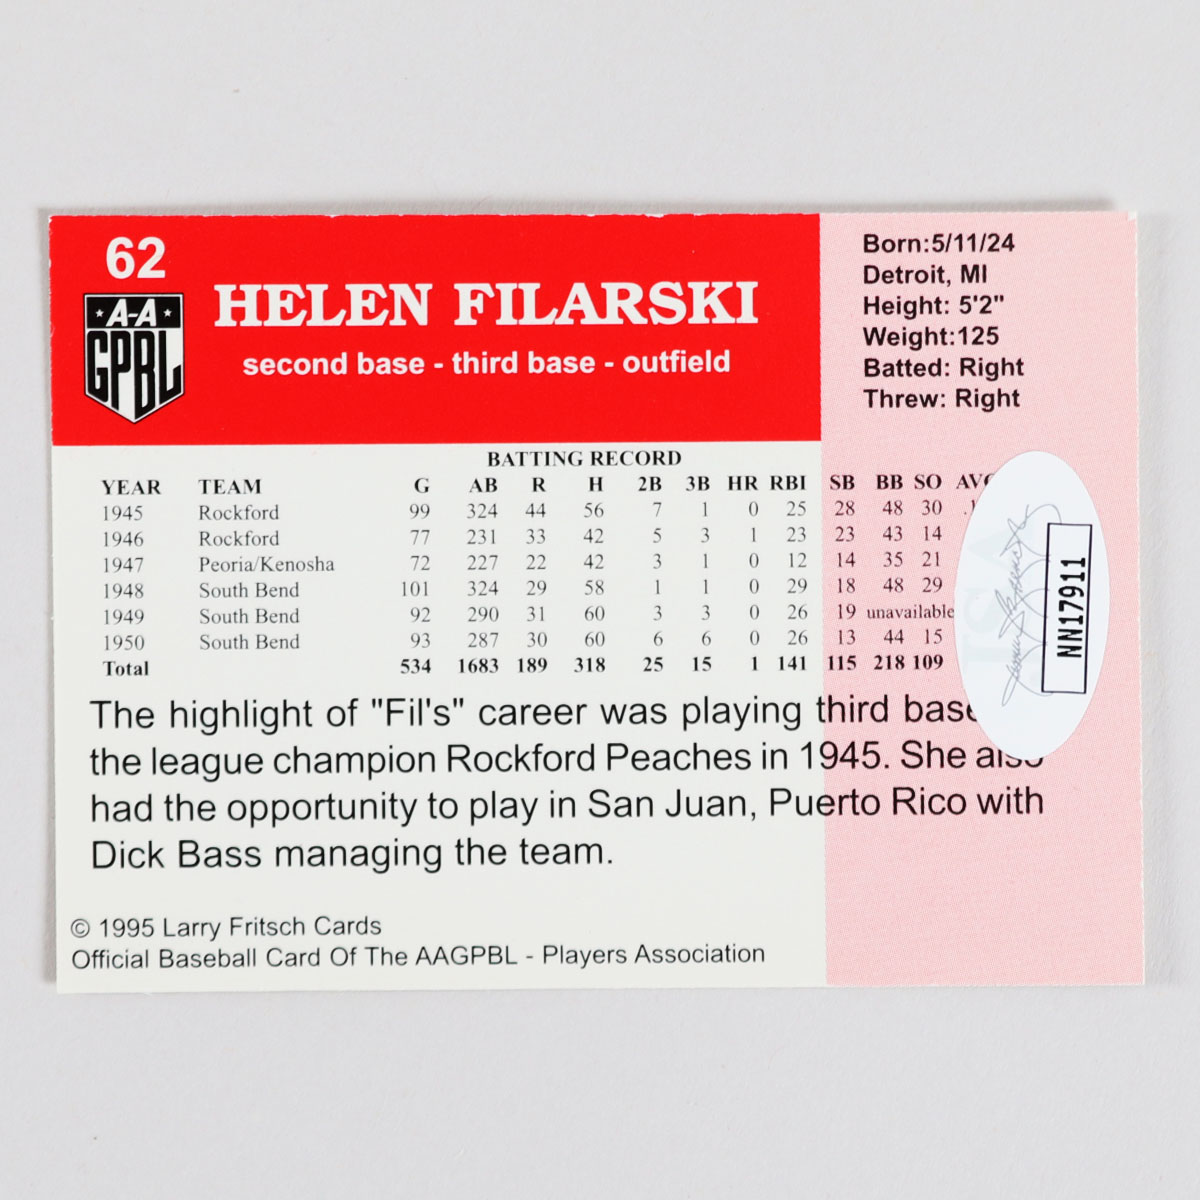 62
A-A
GPBL
HELEN FILARSKI
second base - third base - outfield
Born:5/11/24
Detroit, MI
Height: 5'2"
Weight:125
Batted: Right
Threw: Right
BATTING RECORD
YEAR TEAM G AB R H 2B 3B HR RBI SB BB SO
1945 Rockford 99 324 44 56 7 1 0 25 28 48 30 .1
1946 Rockford 77 231 33 42 5 3 1 23 23 43 14
1947 Peoria/Kenosha 72 227 22 42 3 1 0 12 14 35 21
1948 South Bend 101 324 29 58 1 1 0 29 18 48 29
1949 South Bend 92 290 31 60 3 3 0 26 19 unavailable
1950 South Bend 93 287 30 60 6 6 0 26 13 44 15
Total 534 1683 189 318 25 15 1 141 115 218 109
NN17911
The highlight of "Fil's" career was playing third base
the league champion Rockford Peaches in 1945. She also
had the opportunity to play in San Juan, Puerto Rico with
Dick Bass managing the team.
© 1995 Larry Fritsch Cards
Official Baseball Card Of The AAGPBL - Players Association